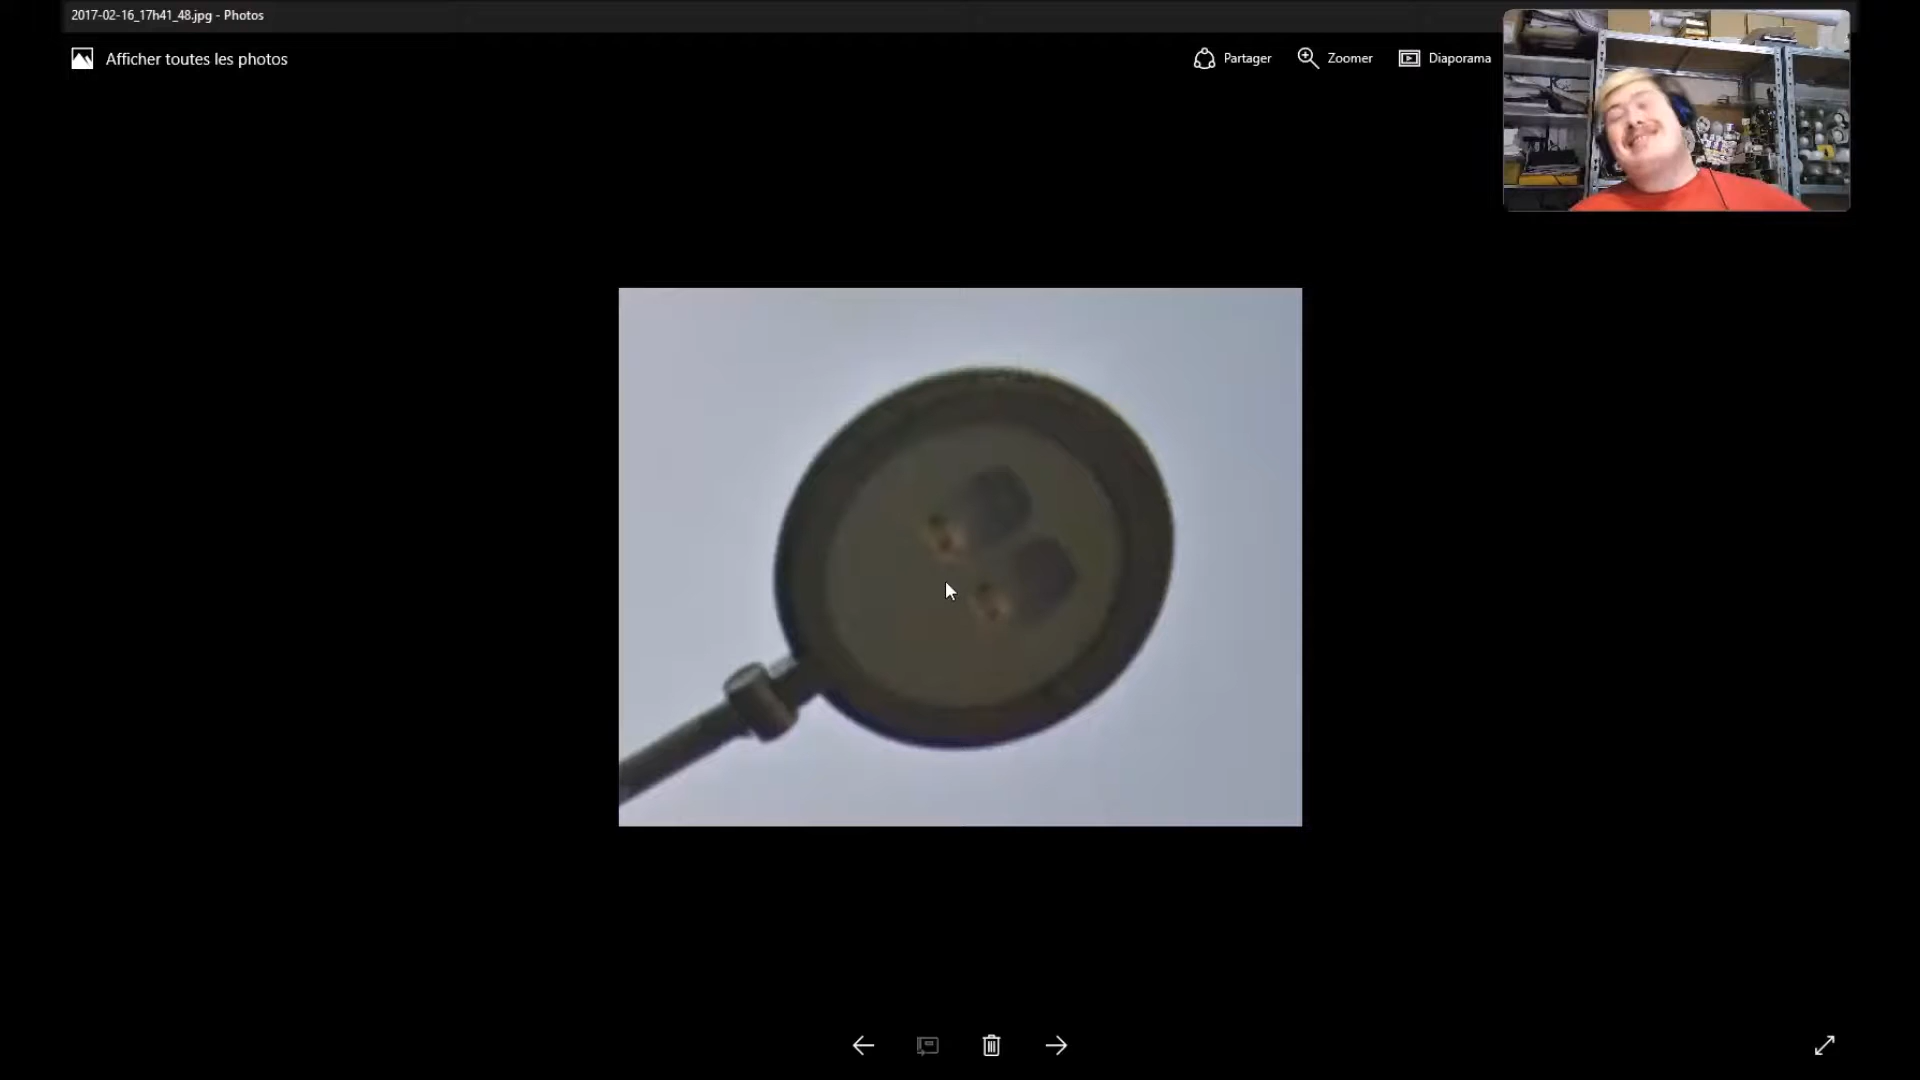 2017-02-16_17h41_48.jpg - Photos
Afficher toutes les photos
Partager
Zoomer
Diaporama